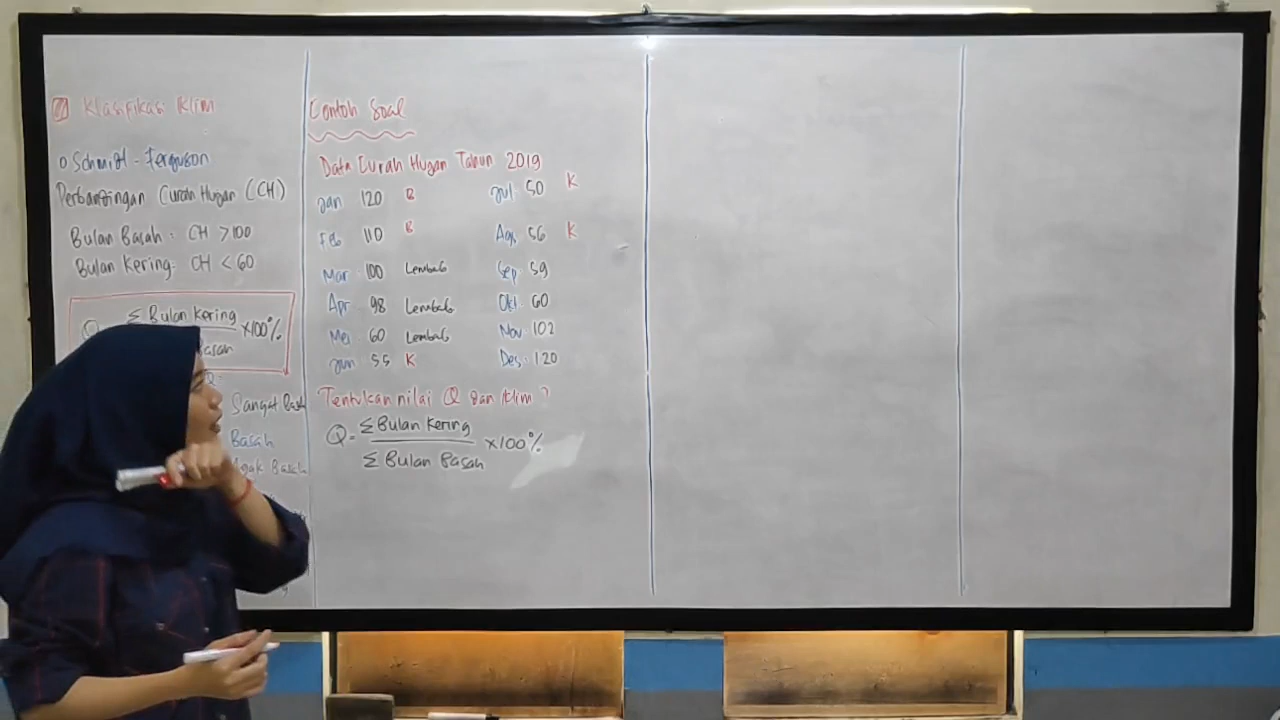 Klasifikasi Iklim
o Schmidt - Ferguson
Perbandingan Curah Hujan (CH)
Bulan Basah : CH > 100
Bulan Kering : CH < 60
Σ Bulan Kering x100%
Q
Sangat Basah
Basah
Agak Basah
Contoh Soal
Data Curah Hujan Tahun 2019
Jan 120 B
Feb 110 B
Mar 100 Lembab
Apr 98 Lembab
Mei 60 Lembab
Jun 55 K
Jul 50 K
Ags 56 K
Sep 59
Okt 60
Nov 102
Des 120
Tentukan nilai Q dan Iklim ?
Q = Σ Bulan Kering x100%
Σ Bulan Basah